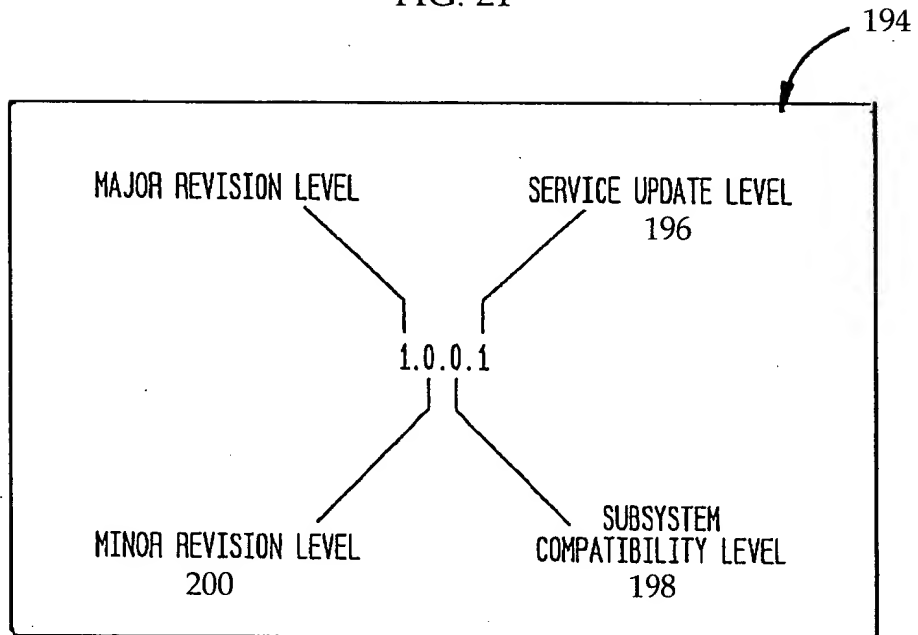 FIG. 21
194
MAJOR REVISION LEVEL
SERVICE UPDATE LEVEL
196
1.0.0.1
MINOR REVISION LEVEL
200
SUBSYSTEM
COMPATIBILITY LEVEL
198